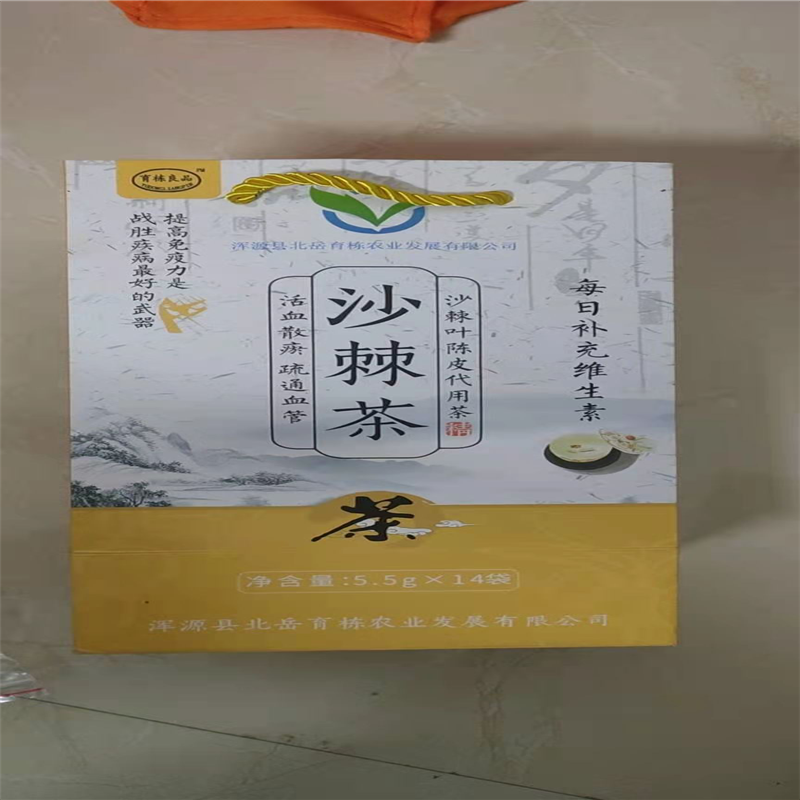 育栋良品
TM
提高免疫力是
战胜疾病最好的武器
浑源县北岳育栋农业发展有限公司
每日补充维生素
沙棘叶陈皮代用茶
沙棘茶
活血散瘀 疏通血管
茶
净含量:5.5g×14袋
浑源县北岳育栋农业发展有限公司